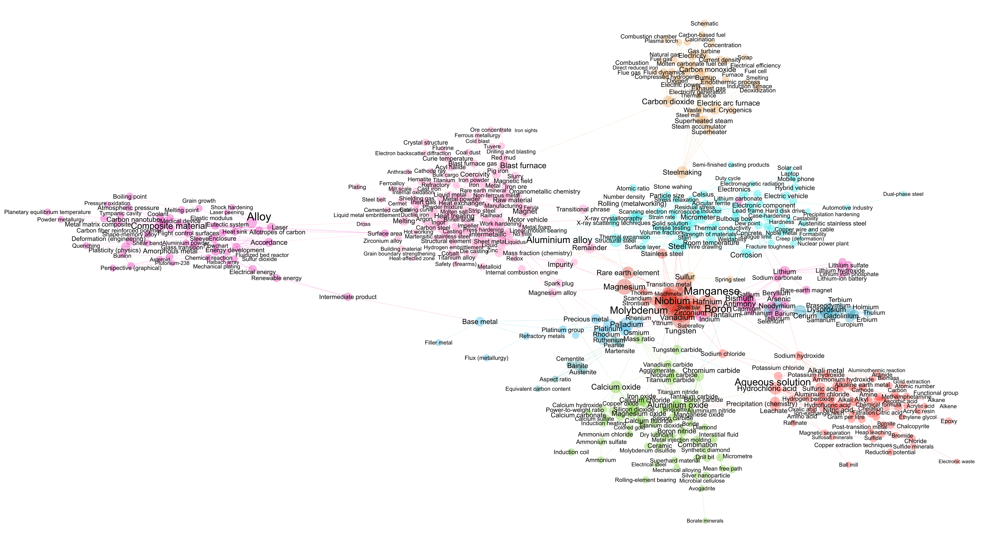 Schematic
Combustion chamber
Carbon-based fuel
Plasma torch
Calcination
Concentration
Gas turbine
Natural gas
Electricity
Fuel gas
Current density
Scrap
Combustion
Molten carbonate fuel cell
Electrical efficiency
Direct reduced iron
Carbon monoxide
Fuel cell
Flue gas
Fluid dynamics
Furnace
Compressed hydrogen
Burnup
Smelting
Oxygen
Endothermic process
Electric power
Induction furnace
Exhaust gas
Deoxidization
Electricity generation
Thermal lance
Carbon dioxide
Electric arc furnace
Waste heat
Cryogenics
Steel mill
Superheated steam
Steam accumulator
Superheater
Steelmaking
Ore concentrate
Iron sights
Ferrous metallurgy
Cold blast
Crystal structure
Tuyere
Fluorine
Electron backscatter diffraction
Coal dust
Drilling and blasting
Curie temperature
Red mud
Blast furnace gas
Acyl halide
Blast furnace
Anthracite
Cathode ray
Pig iron
Bulk cargo
Coercivity
Slurry
Hematite
Titanium
Iron powder
Magnetic field
Ferroalloy
Refractory
Iron
Metal
Iron ore
Plating
Mill scale
Cast iron
Rare earth mineral
Organometallic chemistry
Internal oxidation
Liquid metal
Non-ferrous metal
Steel belt
Shielding gas
Metal powder
Raw material
Cermet
Inert gas
Heat exchanger
Manufacturing
Powder mixture
Ferula
Cemented carbide
Cooling curve
Molten salt
Strip steel
Magnet
Liquid metal embrittlement
Ductile iron
Heat treating
Railhead
Argon
Brinell scale
Motor vehicle
Melting
Ingot
Dross
Impeller
Work hardening
Carbon steel
Metal foam
Press hardening
Linear-motion bearing
Surface area
Hot working
Casting
Intermetallic
No frills
Martensitic stainless steel
Zirconium alloy
Structural element
Sheet metal
Liquidus
Aluminium alloy
Liquid
Building material
Hydrogen embrittlement
Die casting
Zinc
Grain boundary strengthening
Cobalt
Mass fraction (chemistry)
Heat-affected zone
Titanium alloy
Redox
Safety (firearms)
Metalloid
Impurity
Internal combustion engine
Transitional phrase
Remainder
Spark plug
Magnesium alloy
Boiling point
Pressure oxidation
Grain growth
Atmospheric pressure
Shock hardening
Planetary equilibrium temperature
Tympanic cavity
Coolant
Melting point
Laser peening
Alloy
Powder metallurgy
Carbon nanotube
Medical device
Elastic modulus
Metal matrix composite
Composite material
Eutectic system
Laser
Carbon fiber reinforced polymer
Shape-memory alloy
Flight control surfaces
Heat sink
Allotropes of carbon
Deformation (engineering)
Sleeve
Enclosure
Quenching
Shear band
Aluminium powder
Accordance
Plasticity (physics)
Glass transition
Flowchart
Amorphous metal
Energy development
Bunion
Fluidized bed reactor
Asteroid
Chemical reaction
Sulfur dioxide
Plutonium-238
Halbach array
Perspective (graphical)
Mechanical plating
Electrical energy
Renewable energy
Intermediate product
Semi-finished casting products
Solar cell
Laptop
Duty cycle
Mobile phone
Stone wahing
Electromagnetic radiation
Atomic ratio
Electronics
Hybrid vehicle
Number density
Particle size
Celsius
Dual-phase steel
Stress relaxation
Lithium carbonate
Electric vehicle
Rolling (metalworking)
Acicular ferrite
Electronic component
Residual stress
Automotive industry
Scanning electron microscope
Inductor
Lead frame
Hard disk drive
X-ray crystallography
Strain rate
Micrometer
Case-hardening
Precipitation hardening
Bulbous bow
Castability
X-ray scattering techniques
Solid solution
Dew point
Hardness
Austenitic stainless steel
Tensile testing
Thermal conductivity
Copper wire and cable
Volume fraction
Strength of materials
Concrete
Noble metal
Formability
Thermal expansion
Stain
Fatigue limit
Creep (deformation)
Structural steel
Room temperature
Weldability
Nuclear power plant
Surface layer
Steel
Wire drawing
Fracture toughness
Stainless steel
Corrosion
Lithium sulfate
Lithium
Lithium hydroxide
Lithium iron phosphate
Sodium carbonate
Lithium-ion battery
Rare earth element
Sulfur
Spring steel
Magnesium
Transition metal
Manganese
Rare-earth magnet
Thorium
Mischmetal
Gallium
Beryllium
Scandium
Niobium
Hafnium
Bismuth
Arsenic
Terbium
Strontium
Antimony
Neodymium
Praseodymium
Holmium
Molybdenum
Steel bar
Boron
Cadmium
Dysprosium
Zirconium
Tantalum
Lanthanum
Barium
Cerium
Gadolinium
Thulium
Vanadium
Indium
Tellurium
Samarium
Erbium
Selenium
Europium
Yttrium
Superalloy
Tungsten
Base metal
Precious metal
Rhenium
Palladium
Platinum group
Platinum
Refractory metals
Rhodium
Osmium
Filler metal
Ruthenium
Mass ratio
Pearlite
Martensite
Flux (metallurgy)
Cementite
Bainite
Austenite
Aspect ratio
Equivalent carbon content
Tungsten carbide
Sodium chloride
Sodium hydroxide
Vanadium carbide
Agglomerate
Chromium carbide
Niobium carbide
Titanium carbide
Calcium oxide
Titanium nitride
Iron oxide
Tantalum carbide
Calcium chloride
Boron carbide
Calcium hydroxide
Copper oxide
Aluminium oxide
Power-to-weight ratio
Silicon dioxide
Briquette
Aluminium nitride
Calcium carbonate
Magnesium oxide
Manganese oxide
Calcium sulfate
Silicon carbide
Induction heating
Calcium fluoride
Titanium dioxide
Boride
Colored gold
Diamond
Boron nitride
Ammonium chloride
Dry lubricant
Interstitial fluid
Ammonium sulfate
Metal injection molding
Ceramic
Combination
Induction coil
Molybdenum disulfide
Synthetic diamond
Ammonium
Superhard material
Drill bit
Micrometre
Electrical steel
Mechanical alloying
Mean free path
Silver nanoparticle
Rolling-element bearing
Microbial cellulose
Avogadrite
Borate minerals
Potassium chloride
Alkali metal
Aluminothermic reaction
Potassium hydroxide
Actinide
Aqueous solution
Ammonium hydroxide
Biomass
Gold extraction
Hydrochloric acid
Sulfuric acid
Alkaline earth metal
Atomic number
Cathode
Carbon
Aluminium chloride
Amine
Functional group
Hydrogen peroxide
Alkali
Alkyl
Methamphetamine
Alkane
Precipitation (chemistry)
Hydrofluoric acid
Chemical formula
Ascorbic acid
Acrylic acid
Alkene
Leachate
Oxalic acid
Nitric acid
Chelation
Acrylic resin
Ion-exchange resin
Filtration
Citric acid
Amino acid
Gram per litre
Ethylene glycol
Raffinate
Bornite
Epoxy
Post-transition metal
Chalcopyrite
Magnetic separation
Heap leaching
Bromide
Sulfosalt minerals
Sulfide
Chloride
Copper extraction techniques
Sulfide minerals
Reduction potential
Ball mill
Electronic waste